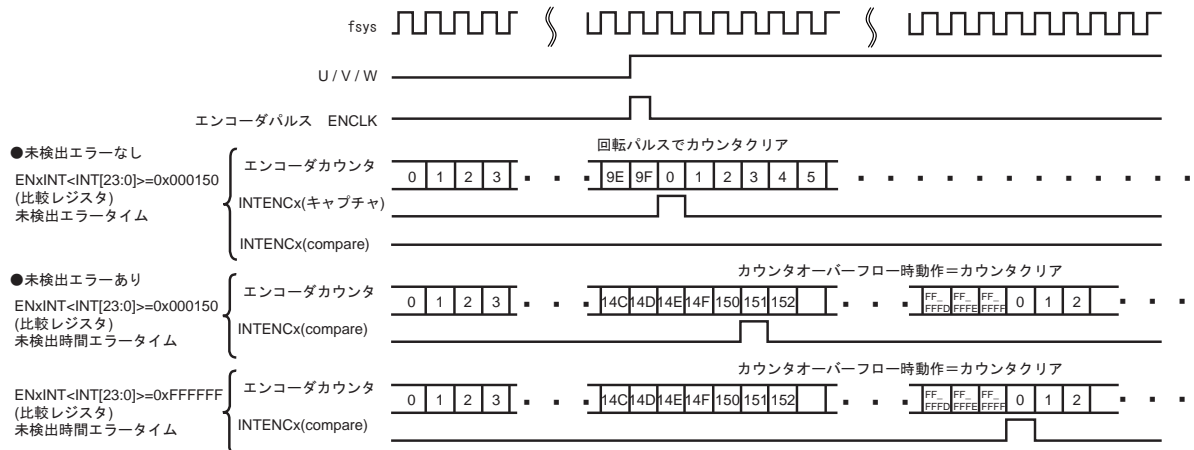 fsys
U / V / W
エンコーダパルス ENCLK
●未検出エラーなし
ENxINT<INT[23:0]>=0x000150
(比較レジスタ)
未検出エラータイム
回転パルスでカウンタクリア
エンコーダカウンタ 0 1 2 3 ・ ・ ・ 9E 9F 0 1 2 3 4 5 ・ ・ ・ ・ ・ ・ ・ ・ ・ ・ ・ ・ ・
INTENCx(キャプチャ)
INTENCx(compare)
●未検出エラーあり
ENxINT<INT[23:0]>=0x000150
(比較レジスタ)
未検出時間エラータイム
カウンタオーバーフロー時動作＝カウンタクリア
エンコーダカウンタ 0 1 2 3 ・ ・ ・ 14C 14D 14E 14F 150 151 152 ・ ・ ・ FF_FFFD FF_FFFE FF_FFFF 0 1 2 ・ ・ ・
INTENCx(compare)
ENxINT<INT[23:0]>=0xFFFFFF
(比較レジスタ)
未検出時間エラータイム
カウンタオーバーフロー時動作＝カウンタクリア
エンコーダカウンタ 0 1 2 3 ・ ・ ・ 14C 14D 14E 14F 150 151 152 ・ ・ ・ FF_FFFD FF_FFFE FF_FFFF 0 1 2 ・ ・ ・
INTENCx(compare)